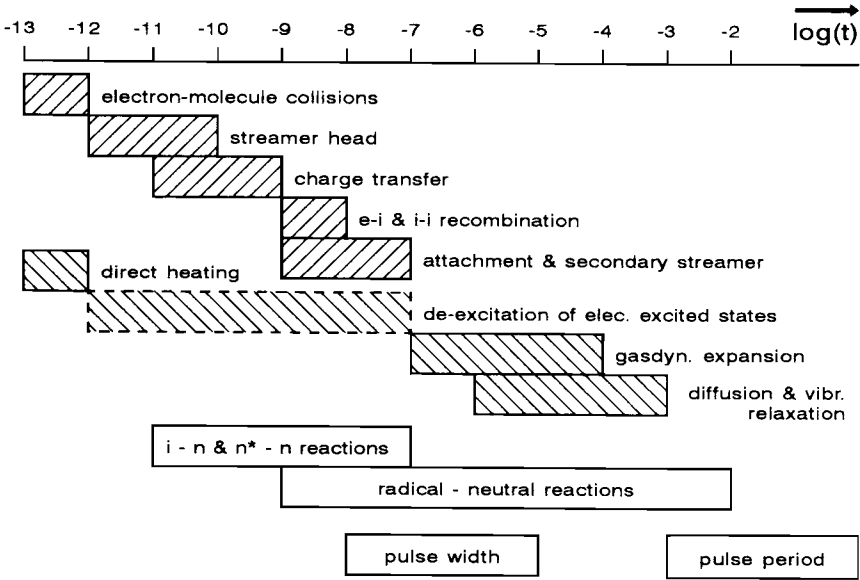 -13 -12 -11 -10 -9 -8 -7 -6 -5 -4 -3 -2 log(t)
electron-molecule collisions
streamer head
charge transfer
e-i & i-i recombination
attachment & secondary streamer
direct heating
de-excitation of elec. excited states
gasdyn. expansion
diffusion & vibr.
relaxation
i - n & n* - n reactions
radical - neutral reactions
pulse width
pulse period